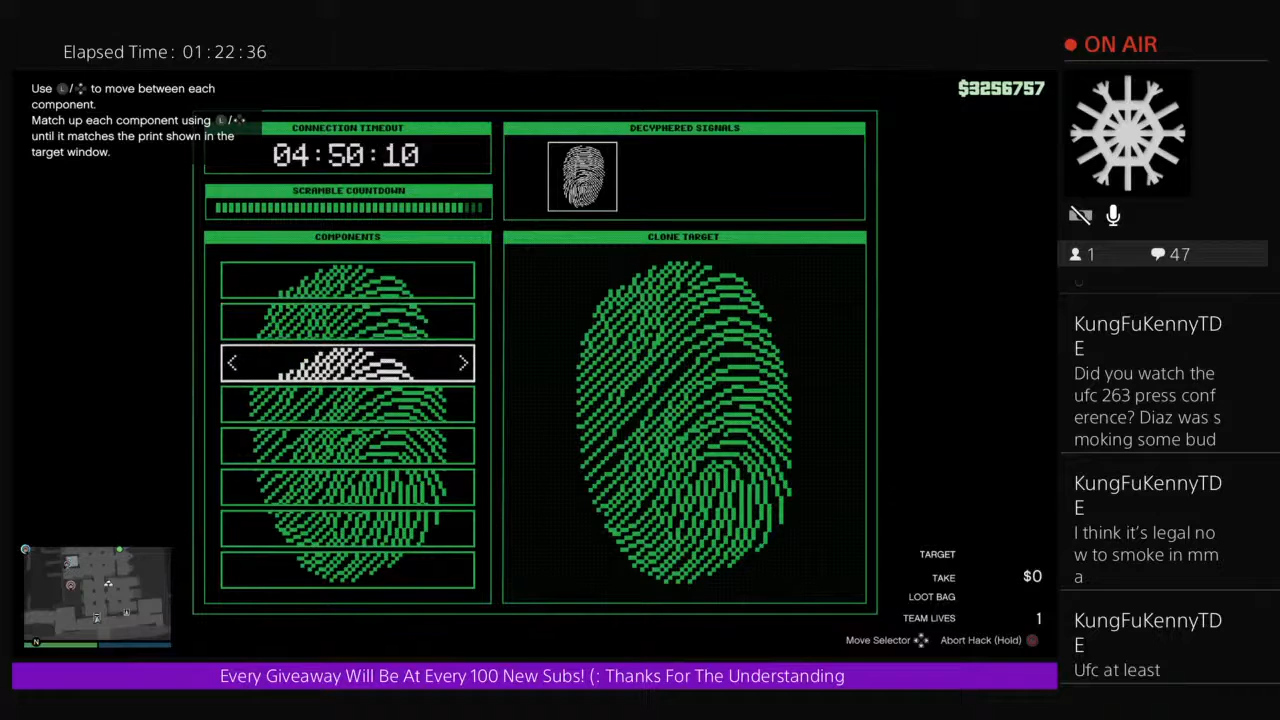 Elapsed Time: 01:22:36
ON AIR
Use L/ to move between each
component.
Match up each component using L/
until it matches the print shown in the
target window.
$3256757
CONNECTION TIMEOUT
04:50:10
SCRAMBLE COUNTDOWN
DECYPHERED SIGNALS
COMPONENTS
CLONE TARGET
< >
1 47
KungFuKennyTD
E
Did you watch the
ufc 263 press conf
erence? Diaz was s
moking some bud
KungFuKennyTD
E
I think it's legal no
w to smoke in mm
a
KungFuKennyTD
E
Ufc at least
N
TARGET
TAKE $0
LOOT BAG
TEAM LIVES 1
Move Selector Abort Hack (Hold)
Every Giveaway Will Be At Every 100 New Subs! (: Thanks For The Understanding